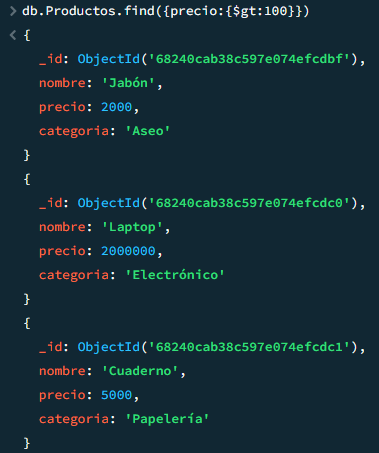 > db.Productos.find({precio:{$gt:100}})
< {
_id: ObjectId('68240cab38c597e074efcdbf'),
nombre: 'Jabón',
precio: 2000,
categoria: 'Aseo'
}
{
_id: ObjectId('68240cab38c597e074efcdc0'),
nombre: 'Laptop',
precio: 2000000,
categoria: 'Electrónico'
}
{
_id: ObjectId('68240cab38c597e074efcdc1'),
nombre: 'Cuaderno',
precio: 5000,
categoria: 'Papelería'
}